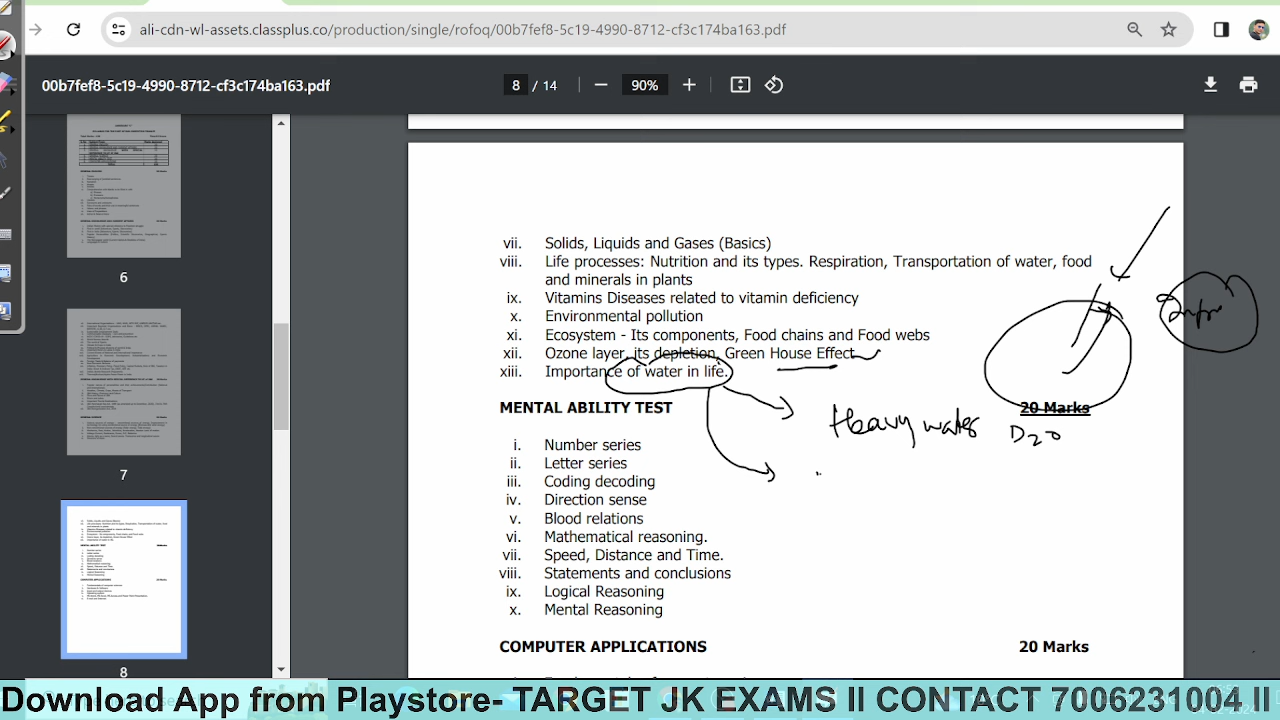 ali-cdn-wl-assets.classplus.co/production/single/rofoq/00b7fef8-5c19-4990-8712-cf3c174ba163.pdf
00b7fef8-5c19-4990-8712-cf3c174ba163.pdf
8 / 14
90%
6
7
8
vii. Solids, Liquids and Gases (Basics)
viii. Life processes: Nutrition and its types. Respiration, Transportation of water, food
and minerals in plants
ix. Vitamins Diseases related to vitamin deficiency
x. Environmental pollution
xi. Ecosystem- Its components, Food chains and Food webs
xii. Ozone layer, its depletion, Green House Effect
xiii. Importance of water in life.
MENTAL ABILITY TEST 20 Marks
Heavy water D2O
i. Number series
ii. Letter series
iii. Coding decoding
iv. Direction sense
v. Blood relations
vi. Mathematical reasoning.
vii. Speed, Distance and Time
viii. Statements and conclusions
ix. Logical Reasoning
x. Mental Reasoning
COMPUTER APPLICATIONS 20 Marks
Download App from Playstore- TARGET JK EXAMS II CONTACT 7006231004 II